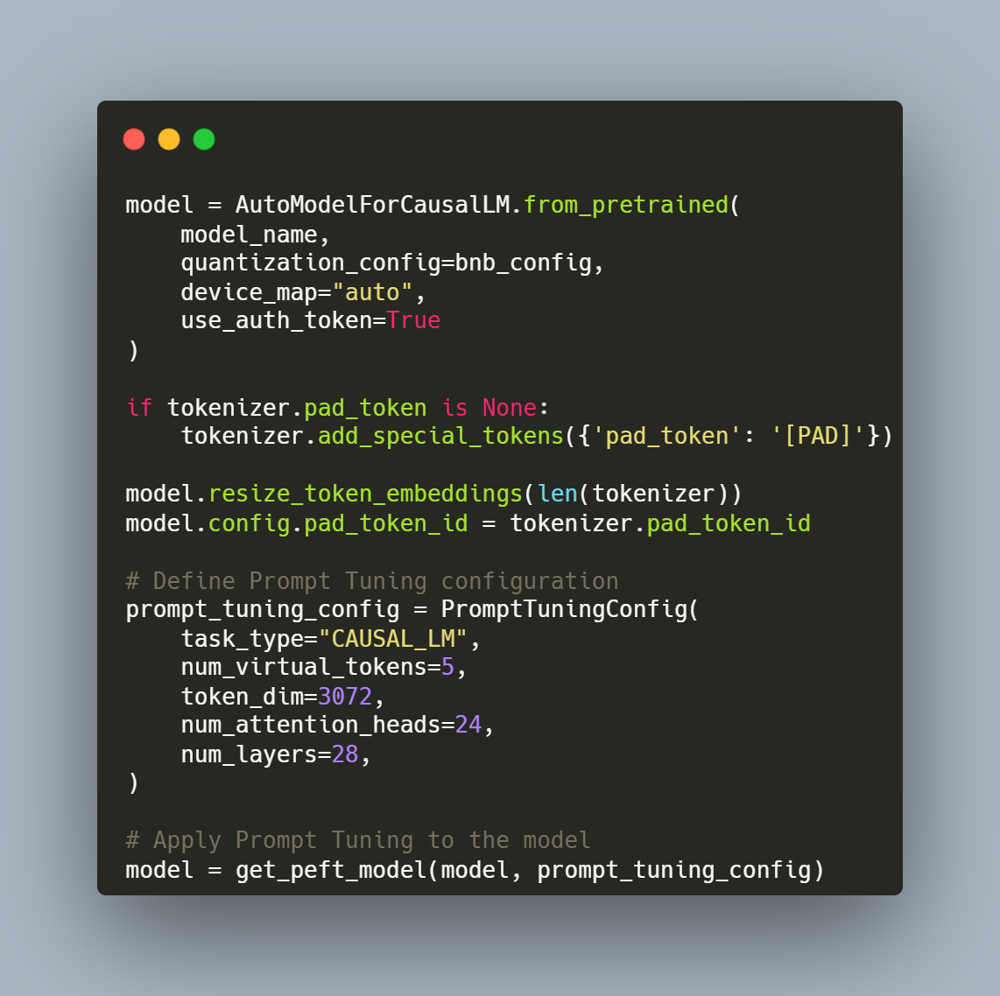 model = AutoModelForCausalLM.from_pretrained(
    model_name,
    quantization_config=bnb_config,
    device_map="auto",
    use_auth_token=True
)

if tokenizer.pad_token is None:
    tokenizer.add_special_tokens({'pad_token': '[PAD]'})

model.resize_token_embeddings(len(tokenizer))
model.config.pad_token_id = tokenizer.pad_token_id

# Define Prompt Tuning configuration
prompt_tuning_config = PromptTuningConfig(
    task_type="CAUSAL_LM",
    num_virtual_tokens=5,
    token_dim=3072,
    num_attention_heads=24,
    num_layers=28,
)

# Apply Prompt Tuning to the model
model = get_peft_model(model, prompt_tuning_config)